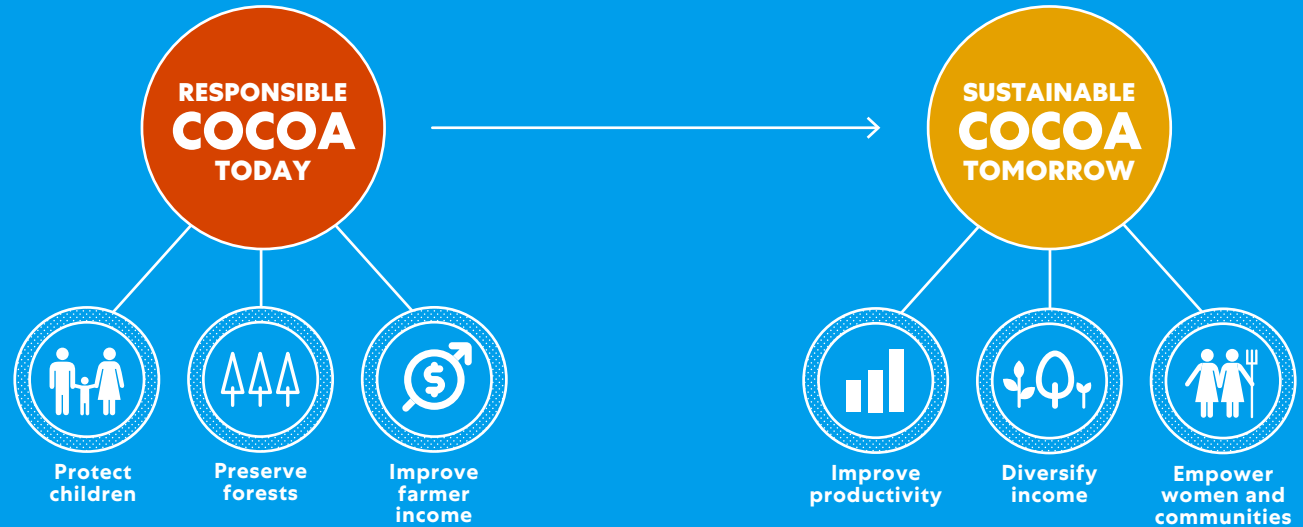 RESPONSIBLE
COCOA
TODAY
SUSTAINABLE
COCOA
TOMORROW
Protect
children
Preserve
forests
Improve
farmer
income
Improve
productivity
Diversify
income
Empower
women and
communities